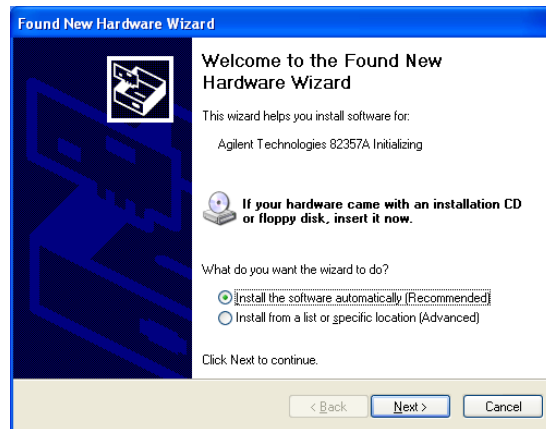 Found New Hardware Wizard
Welcome to the Found New
Hardware Wizard
This wizard helps you install software for:
Agilent Technologies 82357A Initializing
If your hardware came with an installation CD
or floppy disk, insert it now.
What do you want the wizard to do?
Install the software automatically (Recommended)
Install from a list or specific location (Advanced)
Click Next to continue.
< Back
Next >
Cancel